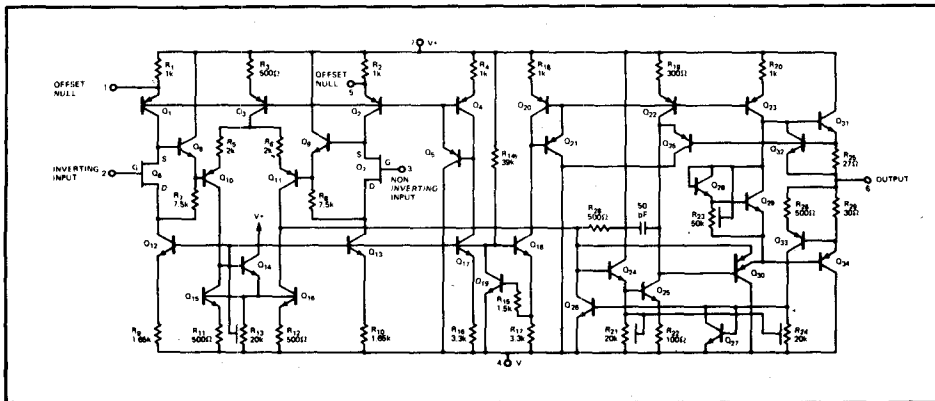 7 V+
R1
1k
R3
500Ω
OFFSET
NULL
5
R2
1k
R4
1k
R18
1k
R19
300Ω
R20
1k
OFFSET
NULL
1
Q1
Q3
Q2
Q4
Q20
Q22
Q23
Q31
R5
2k
R6
2k
Q9
Q5
R14
39k
Q21
Q35
Q32
R25
27Ω
INVERTING
INPUT
2
G
S
D
Q6
Q8
R7
7.5k
Q10
Q11
R8
7.5k
Q7
S
G
D
3
NON
INVERTING
INPUT
Q28
R23
50k
Q29
6
OUTPUT
R28
500Ω
50
pF
R26
500Ω
R29
30Ω
V+
Q12
Q14
Q13
Q17
Q18
Q33
Q34
Q30
Q24
Q25
Q19
R15
1.5k
Q26
Q15
Q16
R9
1.65k
R11
500Ω
R13
20k
R12
500Ω
R10
1.65k
R16
3.3k
R17
3.3k
R21
20k
R22
100Ω
Q27
R24
20k
4 V